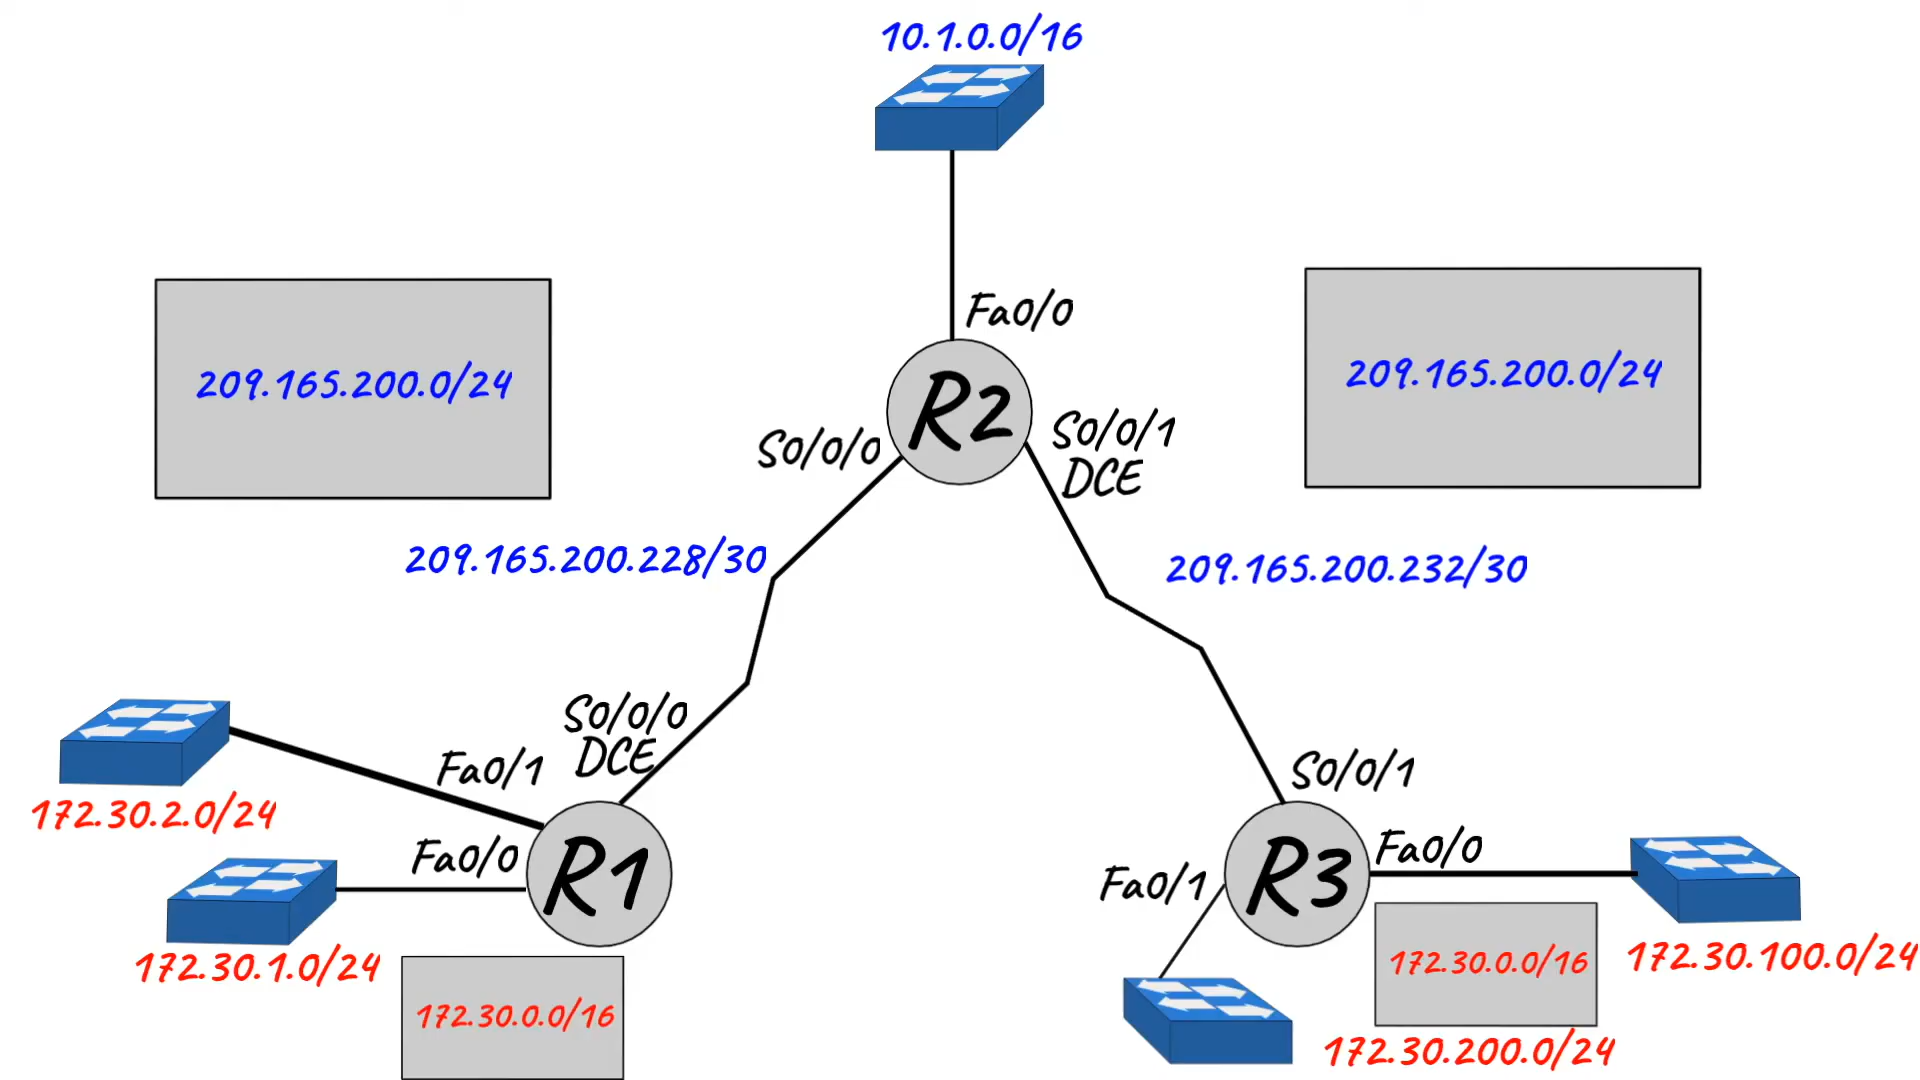 10.1.0.0/16
Fa0/0
209.165.200.0/24
209.165.200.0/24
R2
S0/0/0
S0/0/1
DCE
209.165.200.228/30
209.165.200.232/30
S0/0/0
DCE
Fa0/1
172.30.2.0/24
Fa0/0
R1
172.30.1.0/24
172.30.0.0/16
S0/0/1
Fa0/0
Fa0/1
R3
172.30.0.0/16
172.30.100.0/24
172.30.200.0/24